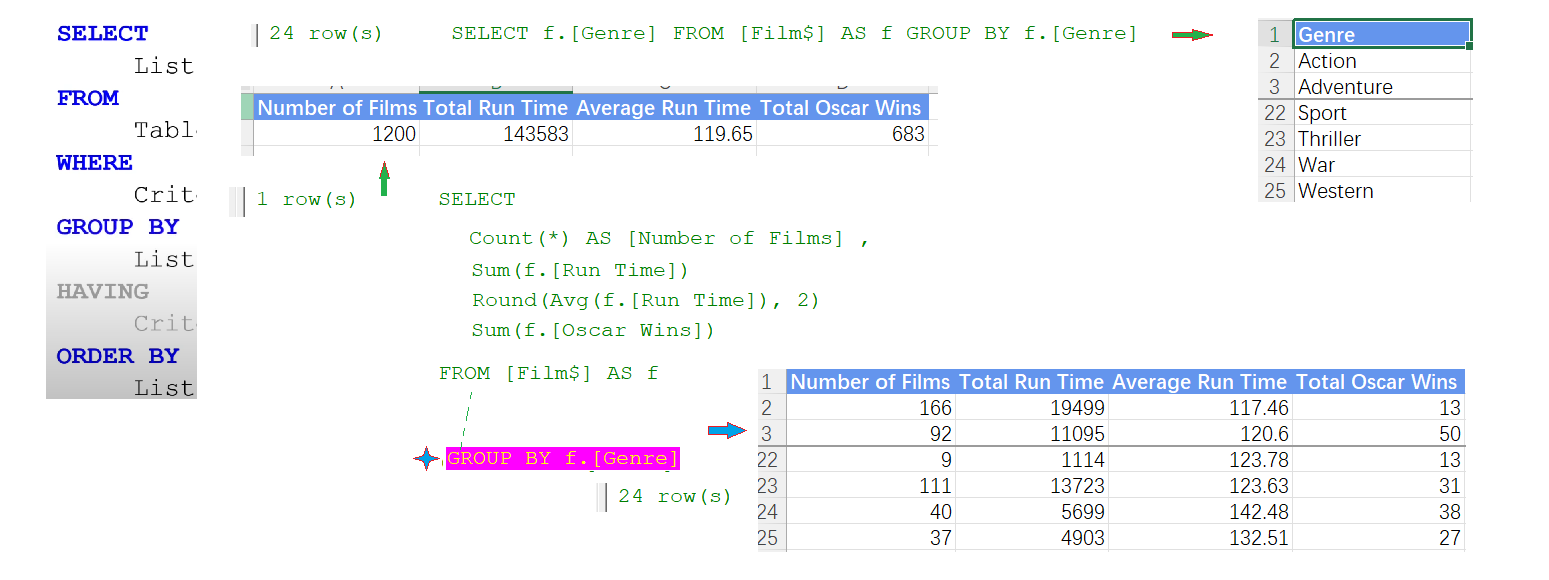 SELECT
List
FROM
Tabl
WHERE
Crit
GROUP BY
List
HAVING
Crit
ORDER BY
List
24 row(s) SELECT f.[Genre] FROM [Film$] AS f GROUP BY f.[Genre]
1 Genre
2 Action
3 Adventure
22 Sport
23 Thriller
24 War
25 Western
Number of Films Total Run Time Average Run Time Total Oscar Wins
1200 143583 119.65 683
1 row(s) SELECT
Count(*) AS [Number of Films] ,
Sum(f.[Run Time])
Round(Avg(f.[Run Time]), 2)
Sum(f.[Oscar Wins])
FROM [Film$] AS f
GROUP BY f.[Genre]
24 row(s)
1 Number of Films Total Run Time Average Run Time Total Oscar Wins
2 166 19499 117.46 13
3 92 11095 120.6 50
22 9 1114 123.78 13
23 111 13723 123.63 31
24 40 5699 142.48 38
25 37 4903 132.51 27